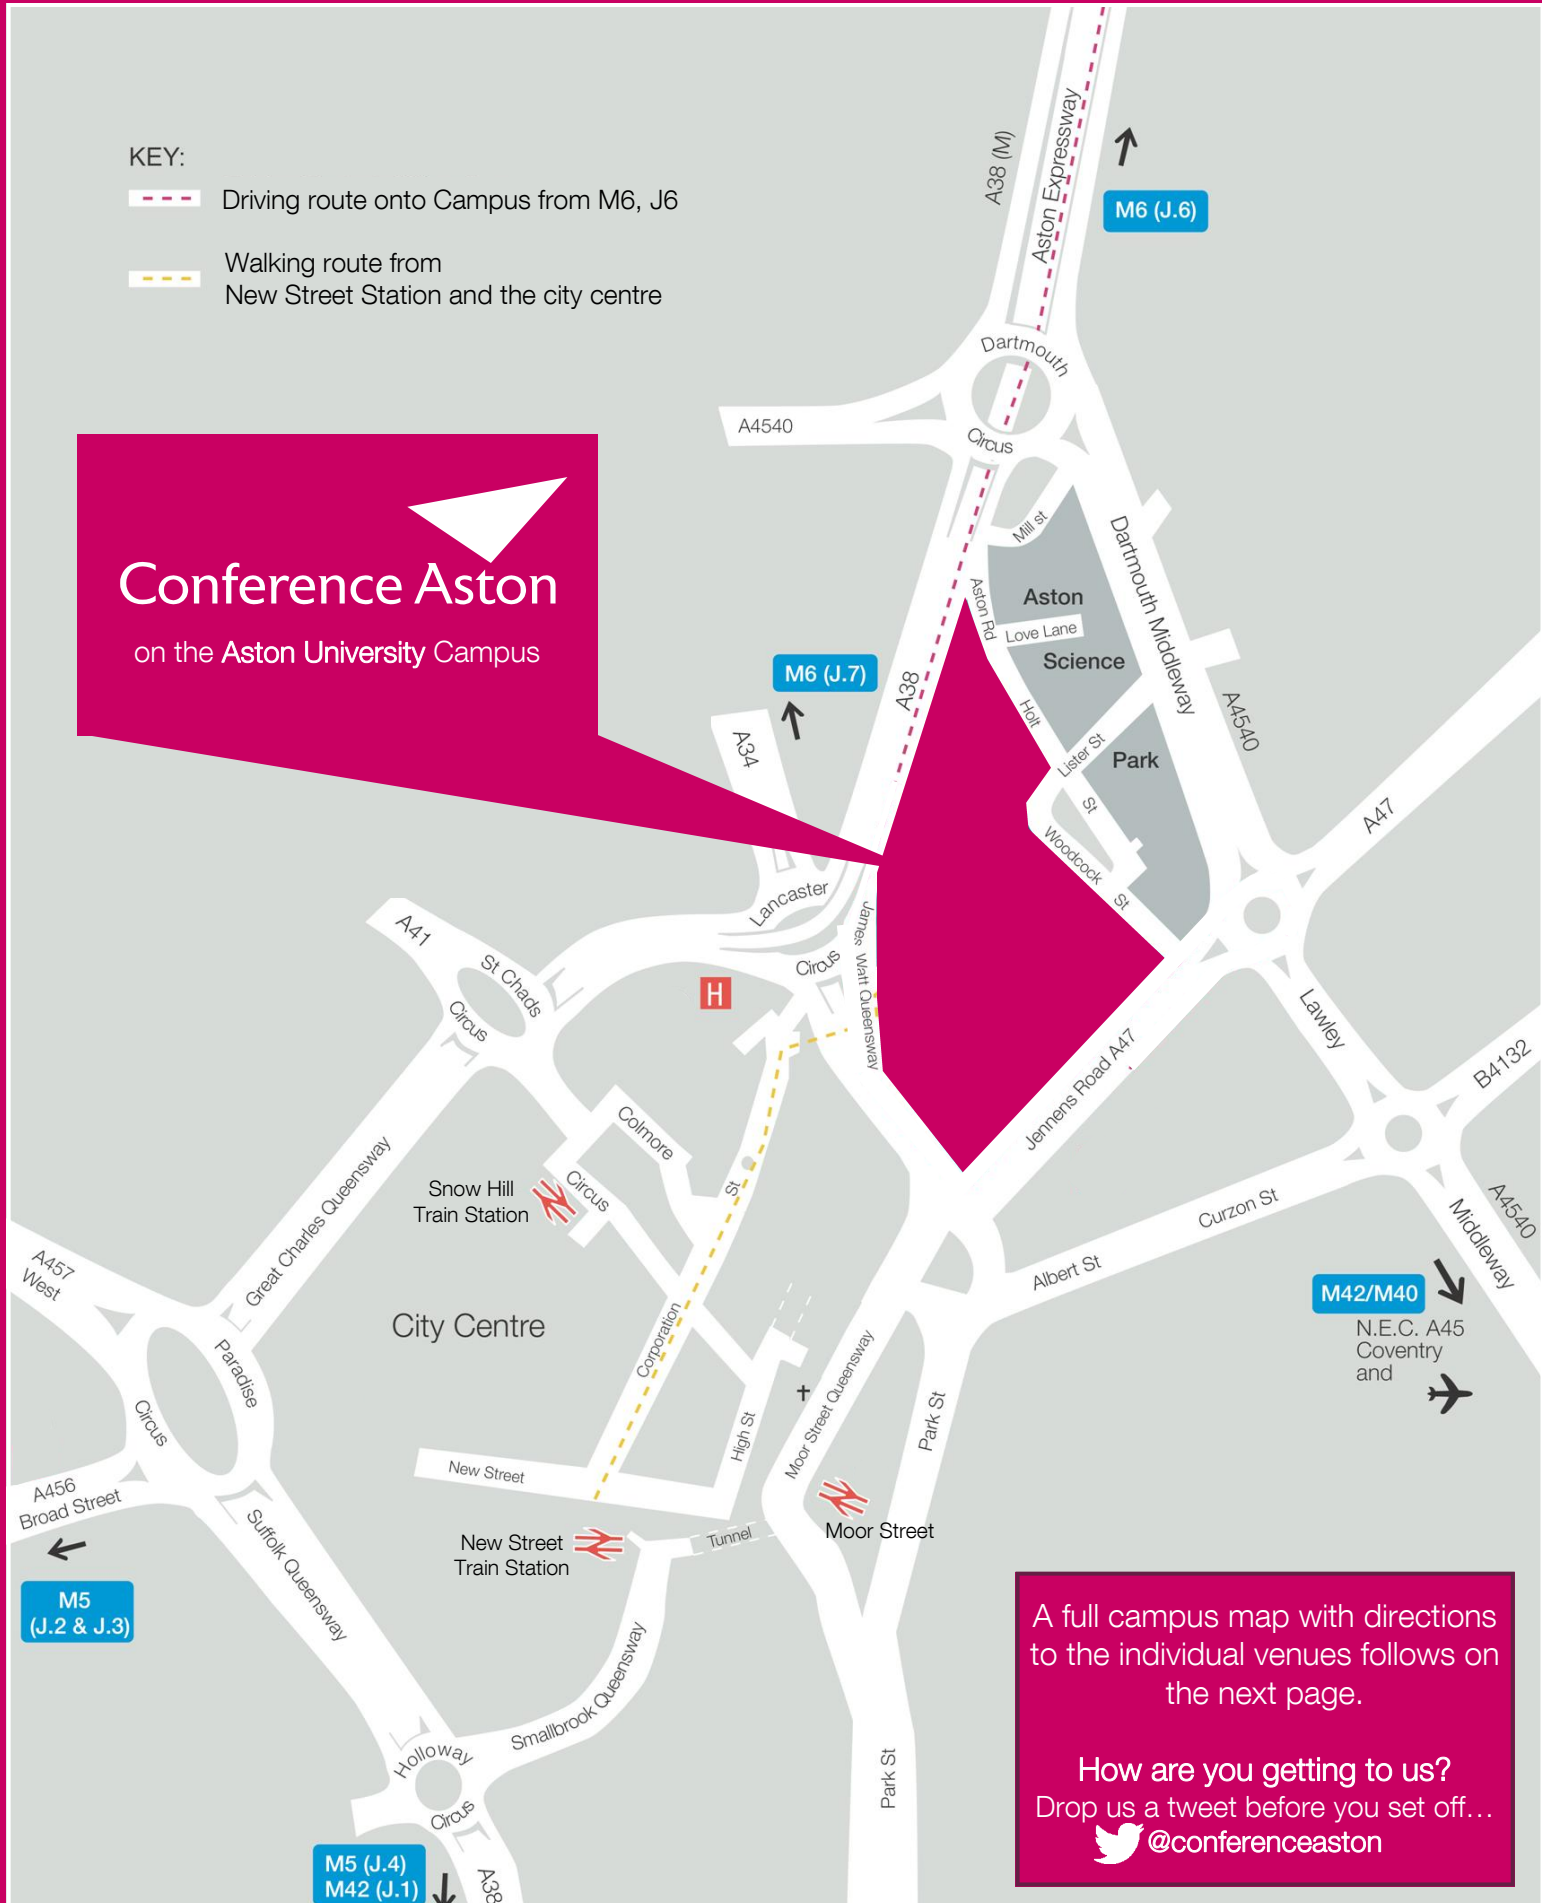 KEY:
Driving route onto Campus from M6, J6
Walking route from
New Street Station and the city centre
A38 (M)
Aston Expressway
M6 (J.6)
Dartmouth
Circus
A4540
Conference Aston
on the Aston University Campus
Mill st
Aston Rd
Aston
Love Lane
Science
Park
Dartmouth Middleway
A4540
M6 (J.7)
A38
A34
Holt
St
Lister St
Woodcock
St
A47
Lancaster
Circus
James Watt Queensway
A41
St Chads
Circus
H
Lawley
B4132
Jennens Road A47
Colmore
Circus
Snow Hill
Train Station
Great Charles Queensway
St
Corporation
Curzon St
Albert St
A4540
Middleway
M42/M40
N.E.C. A45
Coventry
and
A457
West
City Centre
Paradise
Circus
Moor Street Queensway
Park St
High St
New Street
A456
Broad Street
M5
(J.2 & J.3)
Suffolk Queensway
New Street
Train Station
Tunnel
Moor Street
Smallbrook Queensway
Holloway
Circus
Park St
M5 (J.4)
M42 (J.1)
A38
A full campus map with directions
to the individual venues follows on
the next page.
How are you getting to us?
Drop us a tweet before you set off...
@conferenceaston